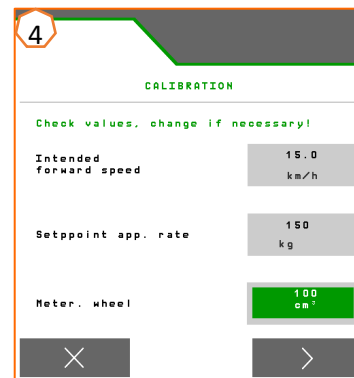 4
CALIBRATION
Check values, change if necessary!
Intended
forward speed
15.0
km/h
Setppoint app. rate
150
kg
Meter. wheel
100
cm³